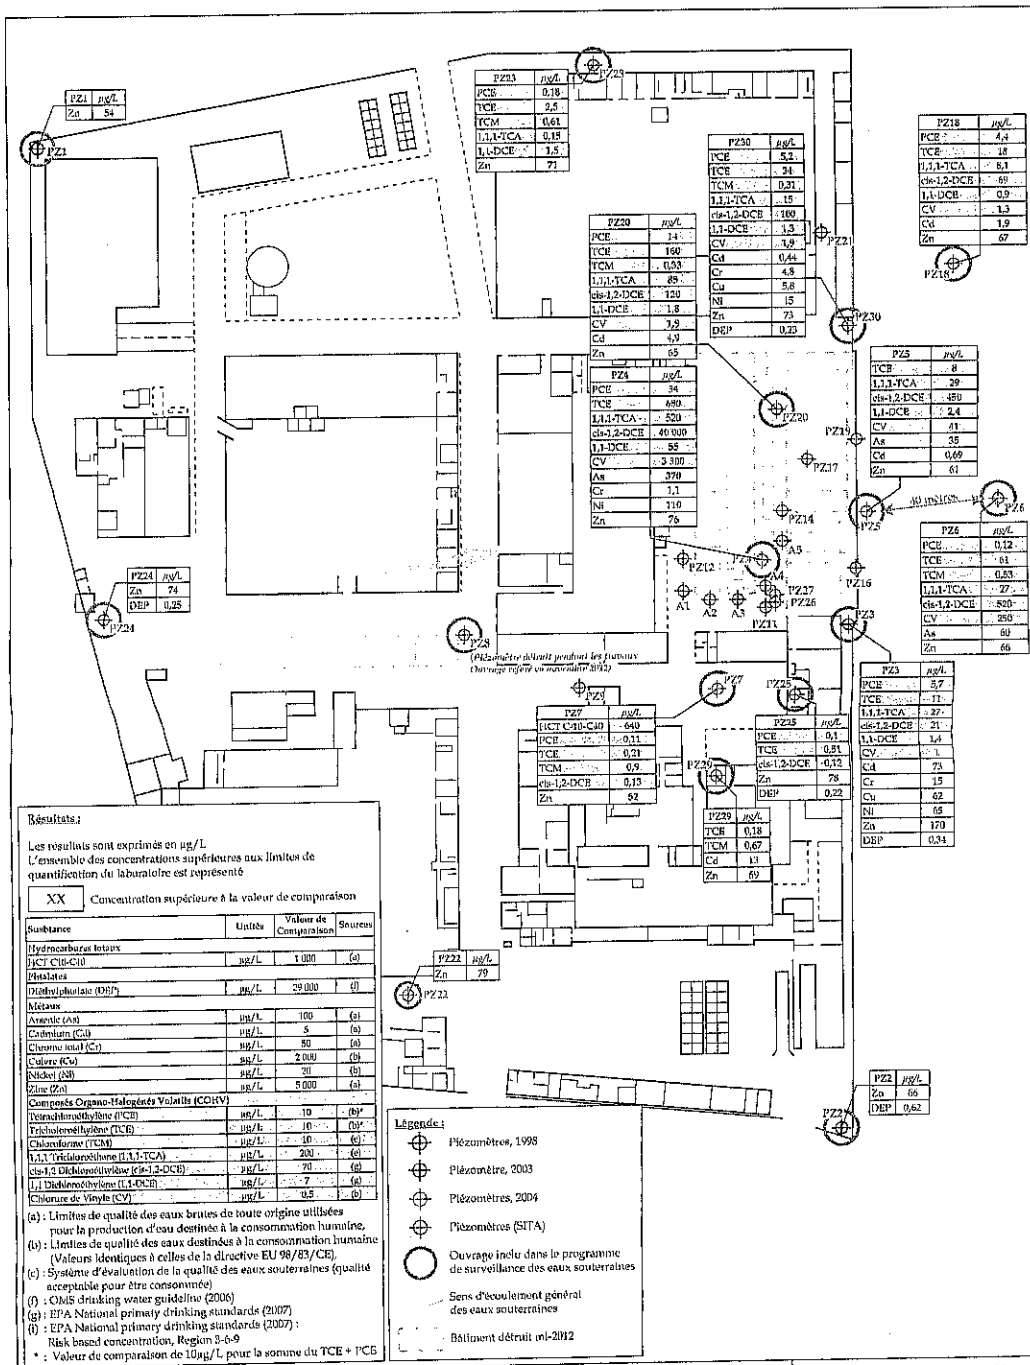 PZ1 µg/L
Zn 54
PZ1
PZ23 µg/L
PCE 0,18
TCE 2,5
TCM 0,61
1,1,1-TCA 0,15
1,1-DCE 1,5
Zn 71
PZ23
PZ30 µg/L
PCE 5,2
TCE 34
TCM 0,31
1,1,1-TCA 15
cis-1,2-DCE 100
1,1-DCE 1,3
CV 1,9
Cd 0,44
Cr 4,8
Cu 5,8
Ni 15
Zn 73
DEP 0,23
PZ21
PZ18 µg/L
PCE 4,4
TCE 18
1,1,1-TCA 8,1
cis-1,2-DCE 69
1,1-DCE 0,9
CV 1,3
Cd 1,9
Zn 67
PZ18
PZ20 µg/L
PCE 14
TCE 160
TCM 0,33
1,1,1-TCA 85
cis-1,2-DCE 120
1,1-DCE 1,8
CV 1,9
Cd 4,9
Zn 65
PZ30
PZ4 µg/L
PCE 34
TCE 680
1,1,1-TCA 520
cis-1,2-DCE 40 000
1,1-DCE 55
CV 3 300
As 370
Cr 1,1
Ni 110
Zn 76
PZ20
PZ5 µg/L
TCE 8
1,1,1-TCA 29
cis-1,2-DCE 450
1,1-DCE 2,4
CV 41
As 35
Cd 0,69
Zn 61
PZ19
PZ17
PZ14
PZ5
40 mètres
PZ6
PZ6 µg/L
PCE 0,12
TCE 61
TCM 0,53
1,1,1-TCA 27
cis-1,2-DCE 520
CV 250
As 60
Zn 66
A5
PZ12
PZ4
PZ16
A4
PZ27
A1
A2
A3
PZ26
PZ11
PZ24 µg/L
Zn 74
DEP 0,25
PZ24
PZ8
(Piézomètre détruit pendant les travaux
Ouvrage refait en novembre 2012)
PZ3
PZ3 µg/L
PCE 5,7
TCE 11
1,1,1-TCA 27
cis-1,2-DCE 21
1,1-DCE 1,4
CV 1
Cd 73
Cr 15
Cu 62
Ni 65
Zn 170
DEP 0,34
PZ9
PZ7
PZ25
PZ7 µg/L
HCT C10-C40 640
PCE 0,11
TCE 0,21
TCM 0,9
cis-1,2-DCE 0,13
Zn 52
PZ25 µg/L
PCE 0,1
TCE 0,51
cis-1,2-DCE 0,12
Zn 78
DEP 0,22
PZ29
PZ29 µg/L
TCE 0,18
TCM 0,67
Cd 13
Zn 69
PZ22 µg/L
Zn 79
PZ22
PZ2 µg/L
Zn 66
DEP 0,62
PZ2
Résultats :
Les résultats sont exprimés en µg/L
L'ensemble des concentrations supérieures aux limites de
quantification du laboratoire est représenté
XX Concentration supérieure à la valeur de comparaison
Susbtance Unités Valeur de Comparaison Sources
Hydrocarbures totaux
HCT C10-C40 µg/L 1 000 (a)
Phtalates
Diéthylphtalate (DEP) µg/L 29 000 (i)
Métaux
Arsenic (As) µg/L 100 (a)
Cadmium (Cd) µg/L 5 (a)
Chrome total (Cr) µg/L 50 (a)
Cuivre (Cu) µg/L 2 000 (b)
Nickel (Ni) µg/L 20 (b)
Zinc (Zn) µg/L 5 000 (a)
Composés Organo-Halogénés Volatils (COHV)
Tétrachloroéthylène (PCE) µg/L 10 (b)*
Trichloroéthylène (TCE) µg/L 10 (b)*
Chloroforme (TCM) µg/L 10
1,1,1 Trichloroéthane (1,1,1-TCA) µg/L 200
cis-1,2 Dichloroéthylène (cis-1,2-DCE) µg/L 70 (g)
1,1 Dichloroéthylène (1,1-DCE) µg/L 7 (g)
Chlorure de Vinyle (CV) µg/L 0,5 (b)
(a) : Limites de qualité des eaux brutes de toute origine utilisées
pour la production d'eau destinée à la consommation humaine,
(b) : Limites de qualité des eaux destinées à la consommation humaine
(Valeurs identiques à celles de la directive EU 98/83/CE),
(c) : Système d'évaluation de la qualité des eaux souterraines (qualité
acceptable pour être consommée)
(f) : OMS drinking water guideline (2006)
(g) : EPA National primaty drinking standards (2007)
(i) : EPA National primary drinking standards (2007) :
Risk based concentration, Region 3-6-9
* : Valeur de comparaison de 10µg/L pour la somme du TCE + PCE
Légende :
Piézomètres, 1998
Piézomètre, 2003
Piézomètres, 2004
Piézomètres (SITA)
Ouvrage inclu dans le programme
de surveillance des eaux souterraines
Sens d'écoulement général
des eaux souterraines
Bâtiment détruit mi-2012